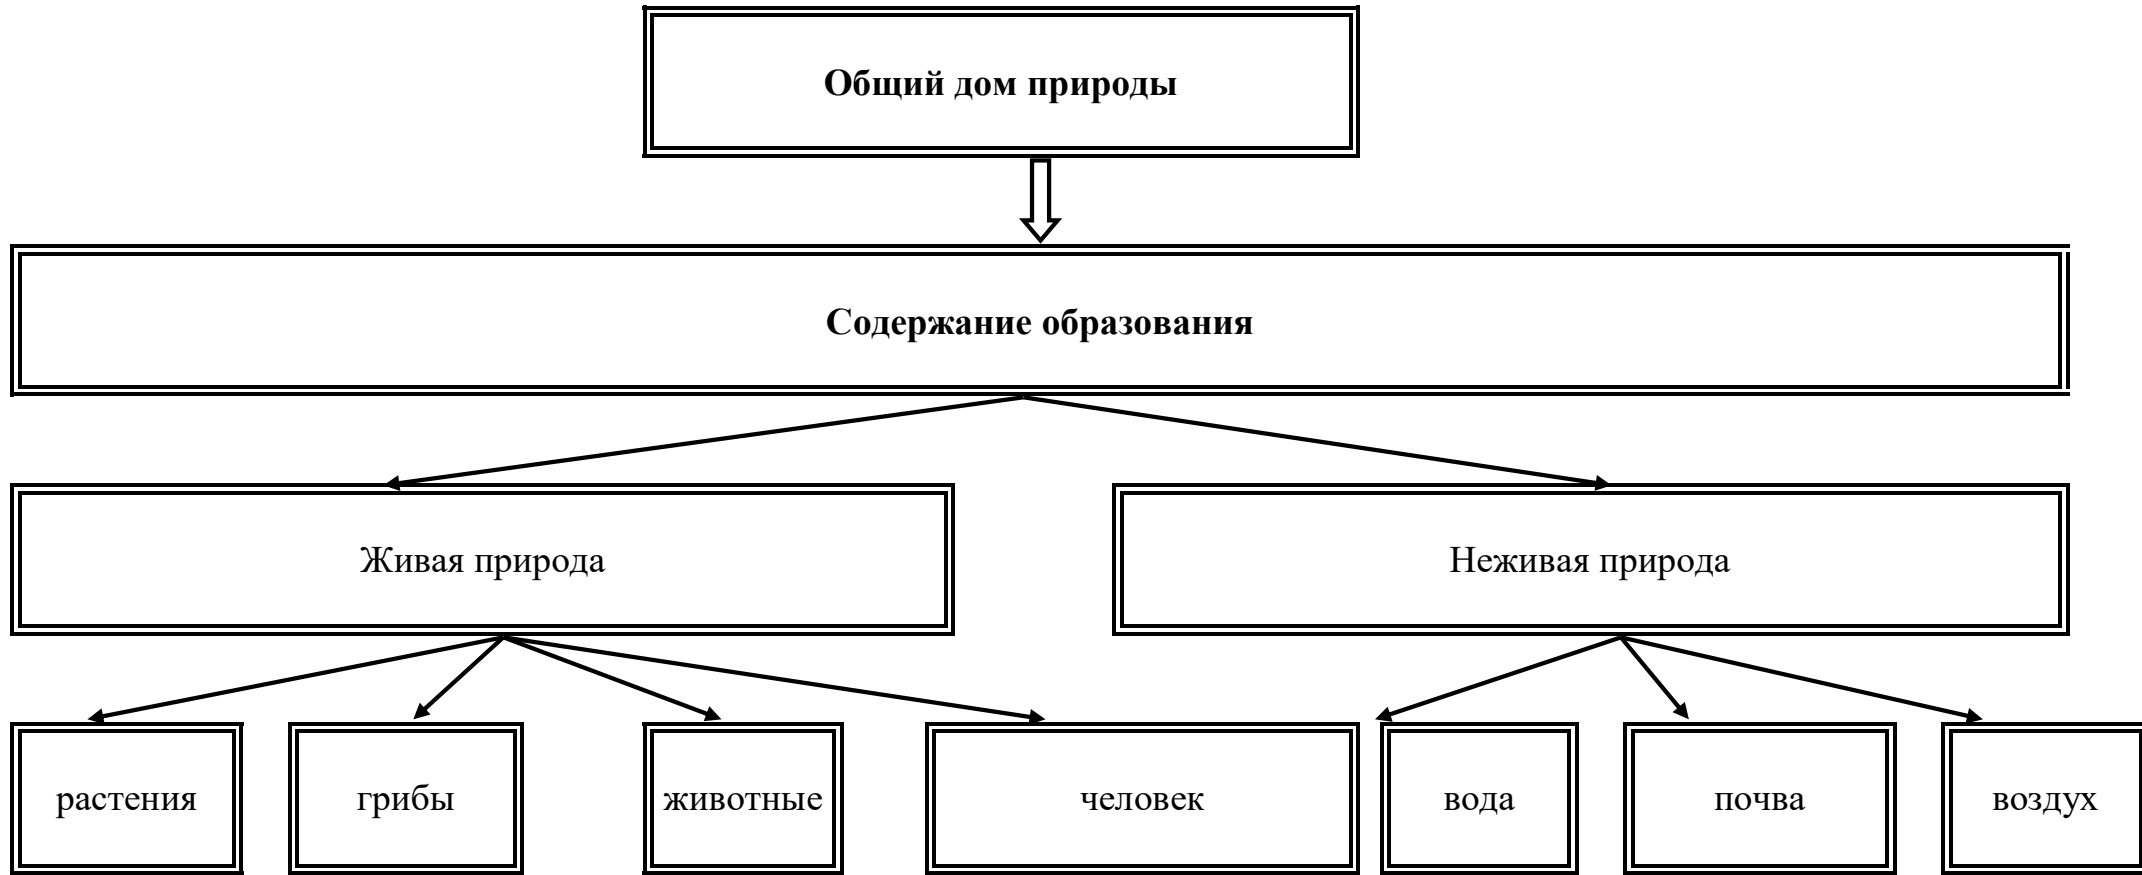 Общий дом природы
Содержание образования
Живая природа
Неживая природа
растения
грибы
животные
человек
вода
почва
воздух